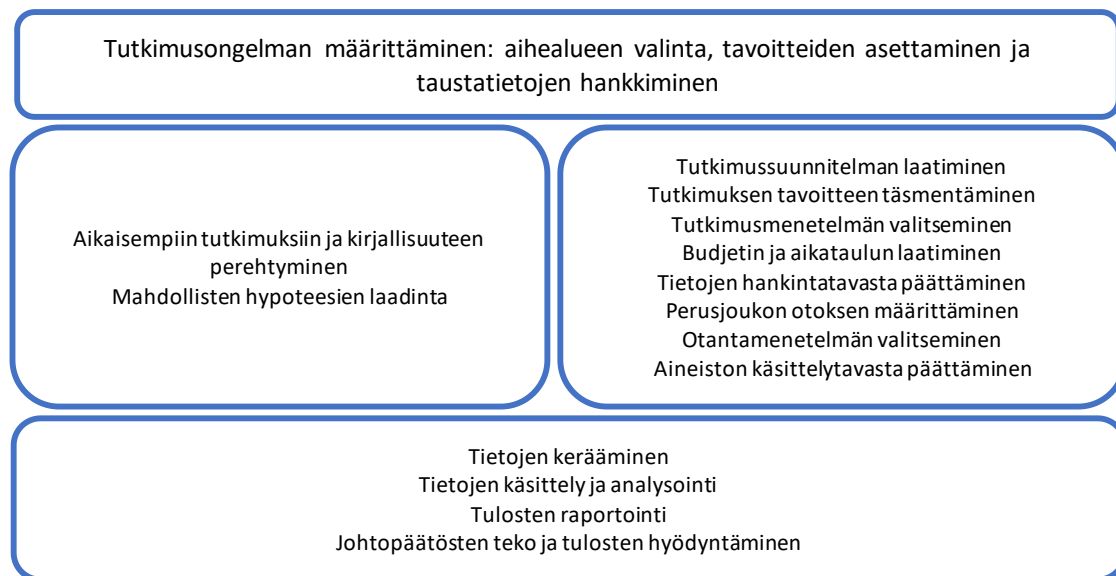 Tutkimusongelman määrittäminen: aihealueen valinta, tavoitteiden asettaminen ja
taustatietojen hankkiminen
Aikaisempiin tutkimuksiin ja kirjallisuuteen
perehtyminen
Mahdollisten hypoteesien laadinta
Tutkimussuunnitelman laatiminen
Tutkimuksen tavoitteen täsmentäminen
Tutkimusmenetelmän valitseminen
Budjetin ja aikataulun laatiminen
Tietojen hankintatavasta päättäminen
Perusjoukon otoksen määrittäminen
Otantamenetelmän valitseminen
Aineiston käsittelytavasta päättäminen
Tietojen kerääminen
Tietojen käsittely ja analysointi
Tulosten raportointi
Johtopäätösten teko ja tulosten hyödyntäminen